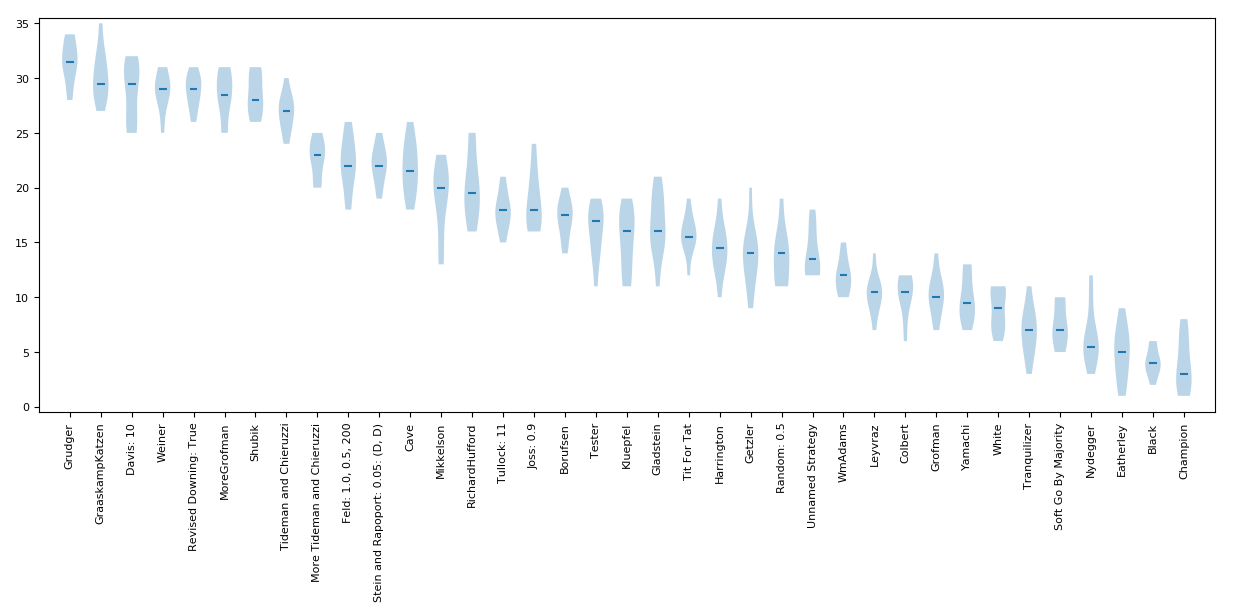 35
30
25
20
15
10
5
0
Grudger
GraaskampKatzen
Davis: 10
Weiner
Revised Downing: True
MoreGrofman
Shubik
Tideman and Chieruzzi
More Tideman and Chieruzzi
Feld: 1.0, 0.5, 200
Stein and Rapoport: 0.05: (D, D)
Cave
Mikkelson
RichardHufford
Tullock: 11
Joss: 0.9
Borufsen
Tester
Kluepfel
Gladstein
Tit For Tat
Harrington
Getzler
Random: 0.5
Unnamed Strategy
WmAdams
Leyvraz
Colbert
Grofman
Yamachi
White
Tranquilizer
Soft Go By Majority
Nydegger
Eatherley
Black
Champion